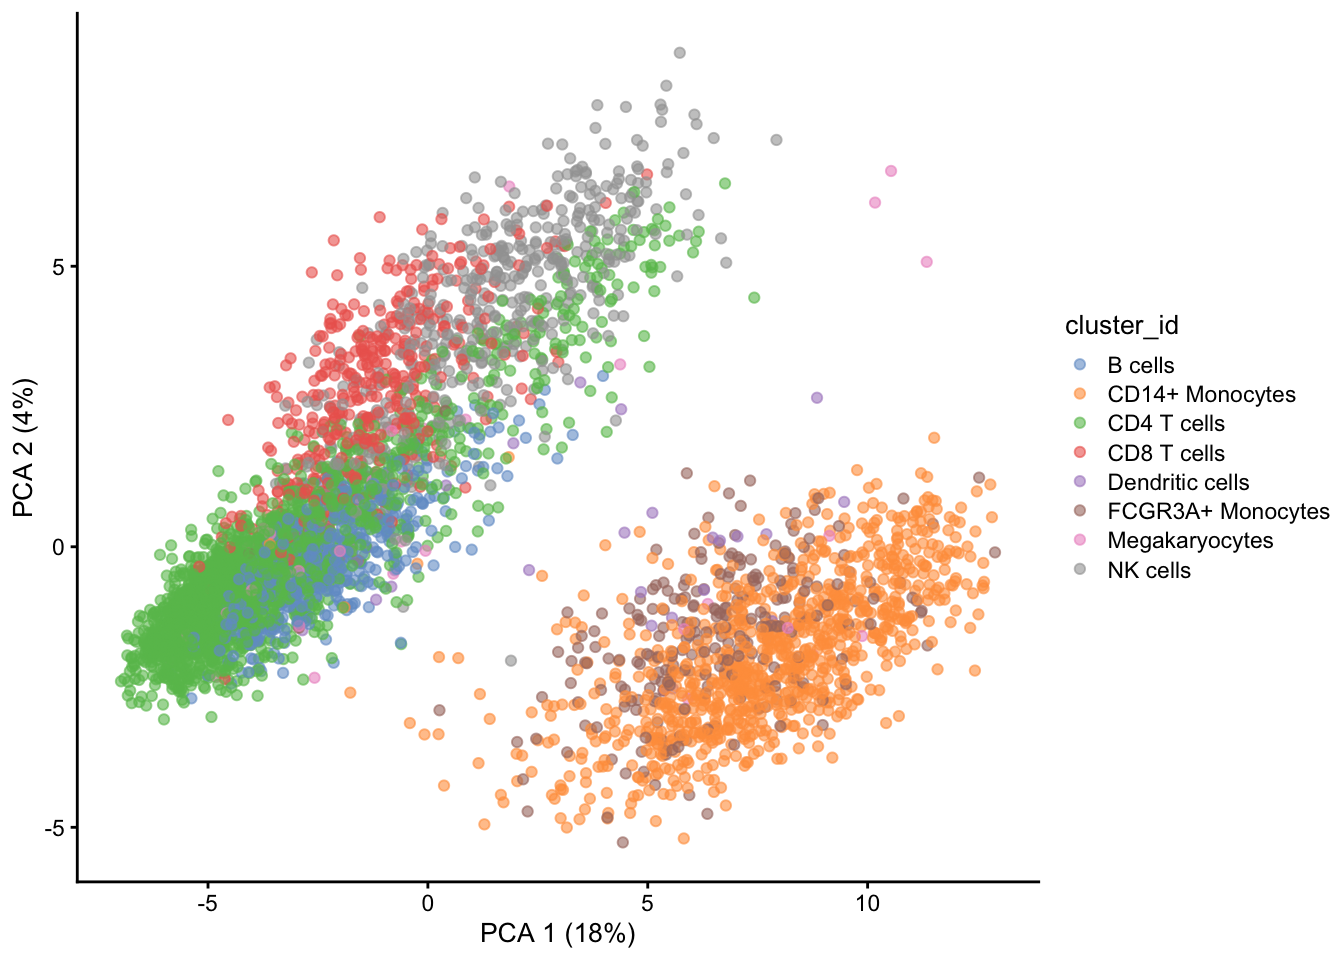 PCA 2 (4%)
5
0
-5
-5
0
5
10
PCA 1 (18%)
cluster_id
B cells
CD14+ Monocytes
CD4 T cells
CD8 T cells
Dendritic cells
FCGR3A+ Monocytes
Megakaryocytes
NK cells